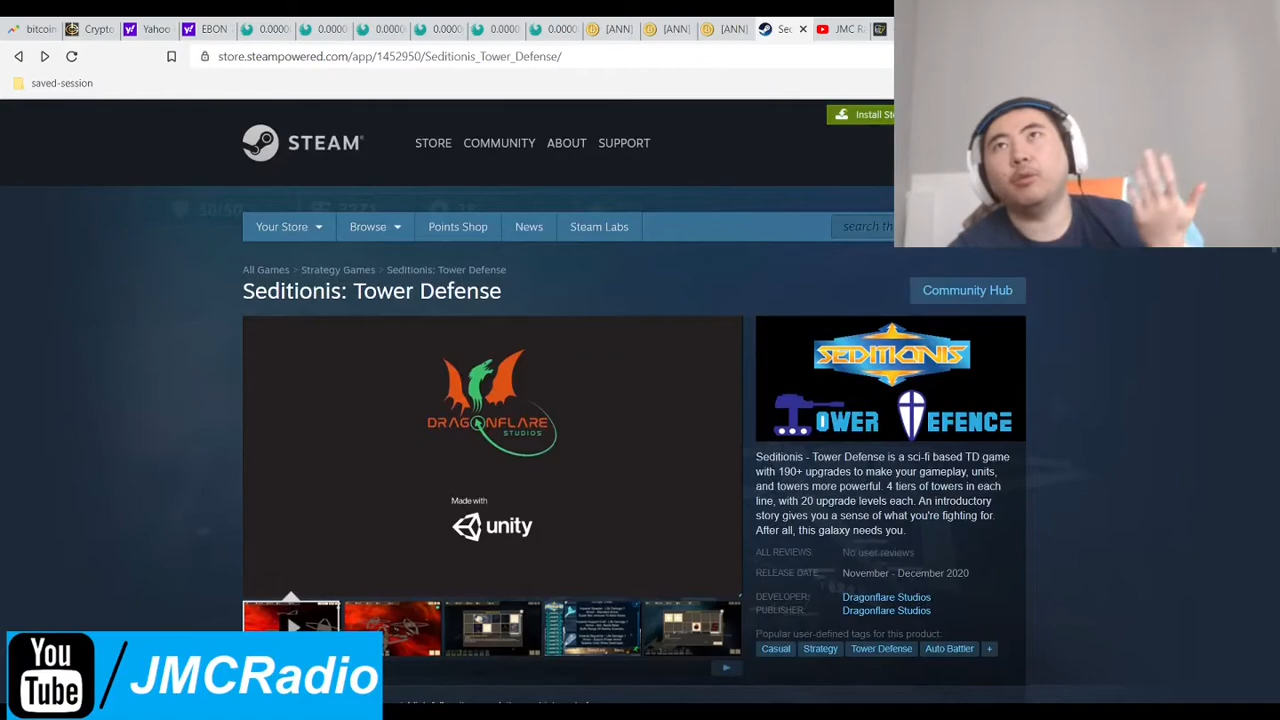 bitcoin
Crypto
Yahoo
EBON
0.0000
0.0000
0.0000
0.0000
0.0000
0.0000
[ANN]
[ANN]
[ANN]
Sec
JMC R
store.steampowered.com/app/1452950/Seditionis_Tower_Defense/
saved-session
Install Ste
STEAM®
STORE
COMMUNITY
ABOUT
SUPPORT
Your Store
Browse
Points Shop
News
Steam Labs
search th
All Games > Strategy Games > Seditionis: Tower Defense
Seditionis: Tower Defense
Community Hub
DRAGONFLARE
STUDIOS
Made with
unity
SEDITIONIS
TOWER DEFENCE
Seditionis - Tower Defense is a sci-fi based TD game
with 190+ upgrades to make your gameplay, units,
and towers more powerful. 4 tiers of towers in each
line, with 20 upgrade levels each. An introductory
story gives you a sense of what you're fighting for.
After all, this galaxy needs you.
ALL REVIEWS: No user reviews
RELEASE DATE: November - December 2020
DEVELOPER: Dragonflare Studios
PUBLISHER: Dragonflare Studios
Popular user-defined tags for this product:
Casual
Strategy
Tower Defense
Auto Battler
+
You
Tube
/JMCRadio